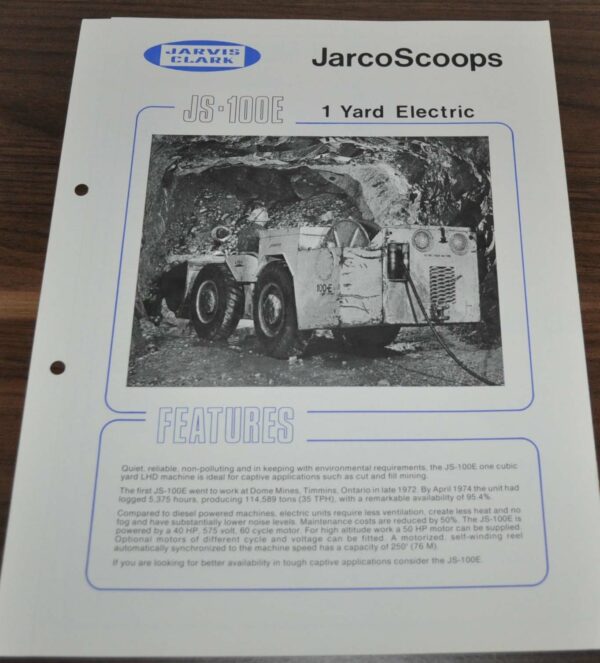 JARVIS
CLARK
JarcoScoops
JS·100E
1 Yard Electric
100-E
FEATURES
Quiet, reliable, non-polluting and in keeping with environmental requirements, the JS-100E one cubic
yard LHD machine is ideal for captive applications such as cut and fill mining.
The first JS-100E went to work at Dome Mines, Timmins, Ontario in late 1972. By April 1974 the unit had
logged 5,375 hours, producing 114,589 tons (35 TPH), with a remarkable availability of 95.4%.
Compared to diesel powered machines, electric units require less ventilation, create less heat and no
fog and have substantially lower noise levels. Maintenance costs are reduced by 50%. The JS-100E is
powered by a 40 HP, 575 volt, 60 cycle motor. For high altitude work a 50 HP motor can be supplied.
Optional motors of different cycle and voltage can be fitted. A motorized, self-winding reel
automatically synchronized to the machine speed has a capacity of 250' (76 M).
If you are looking for better availability in tough captive applications consider the JS-100E.